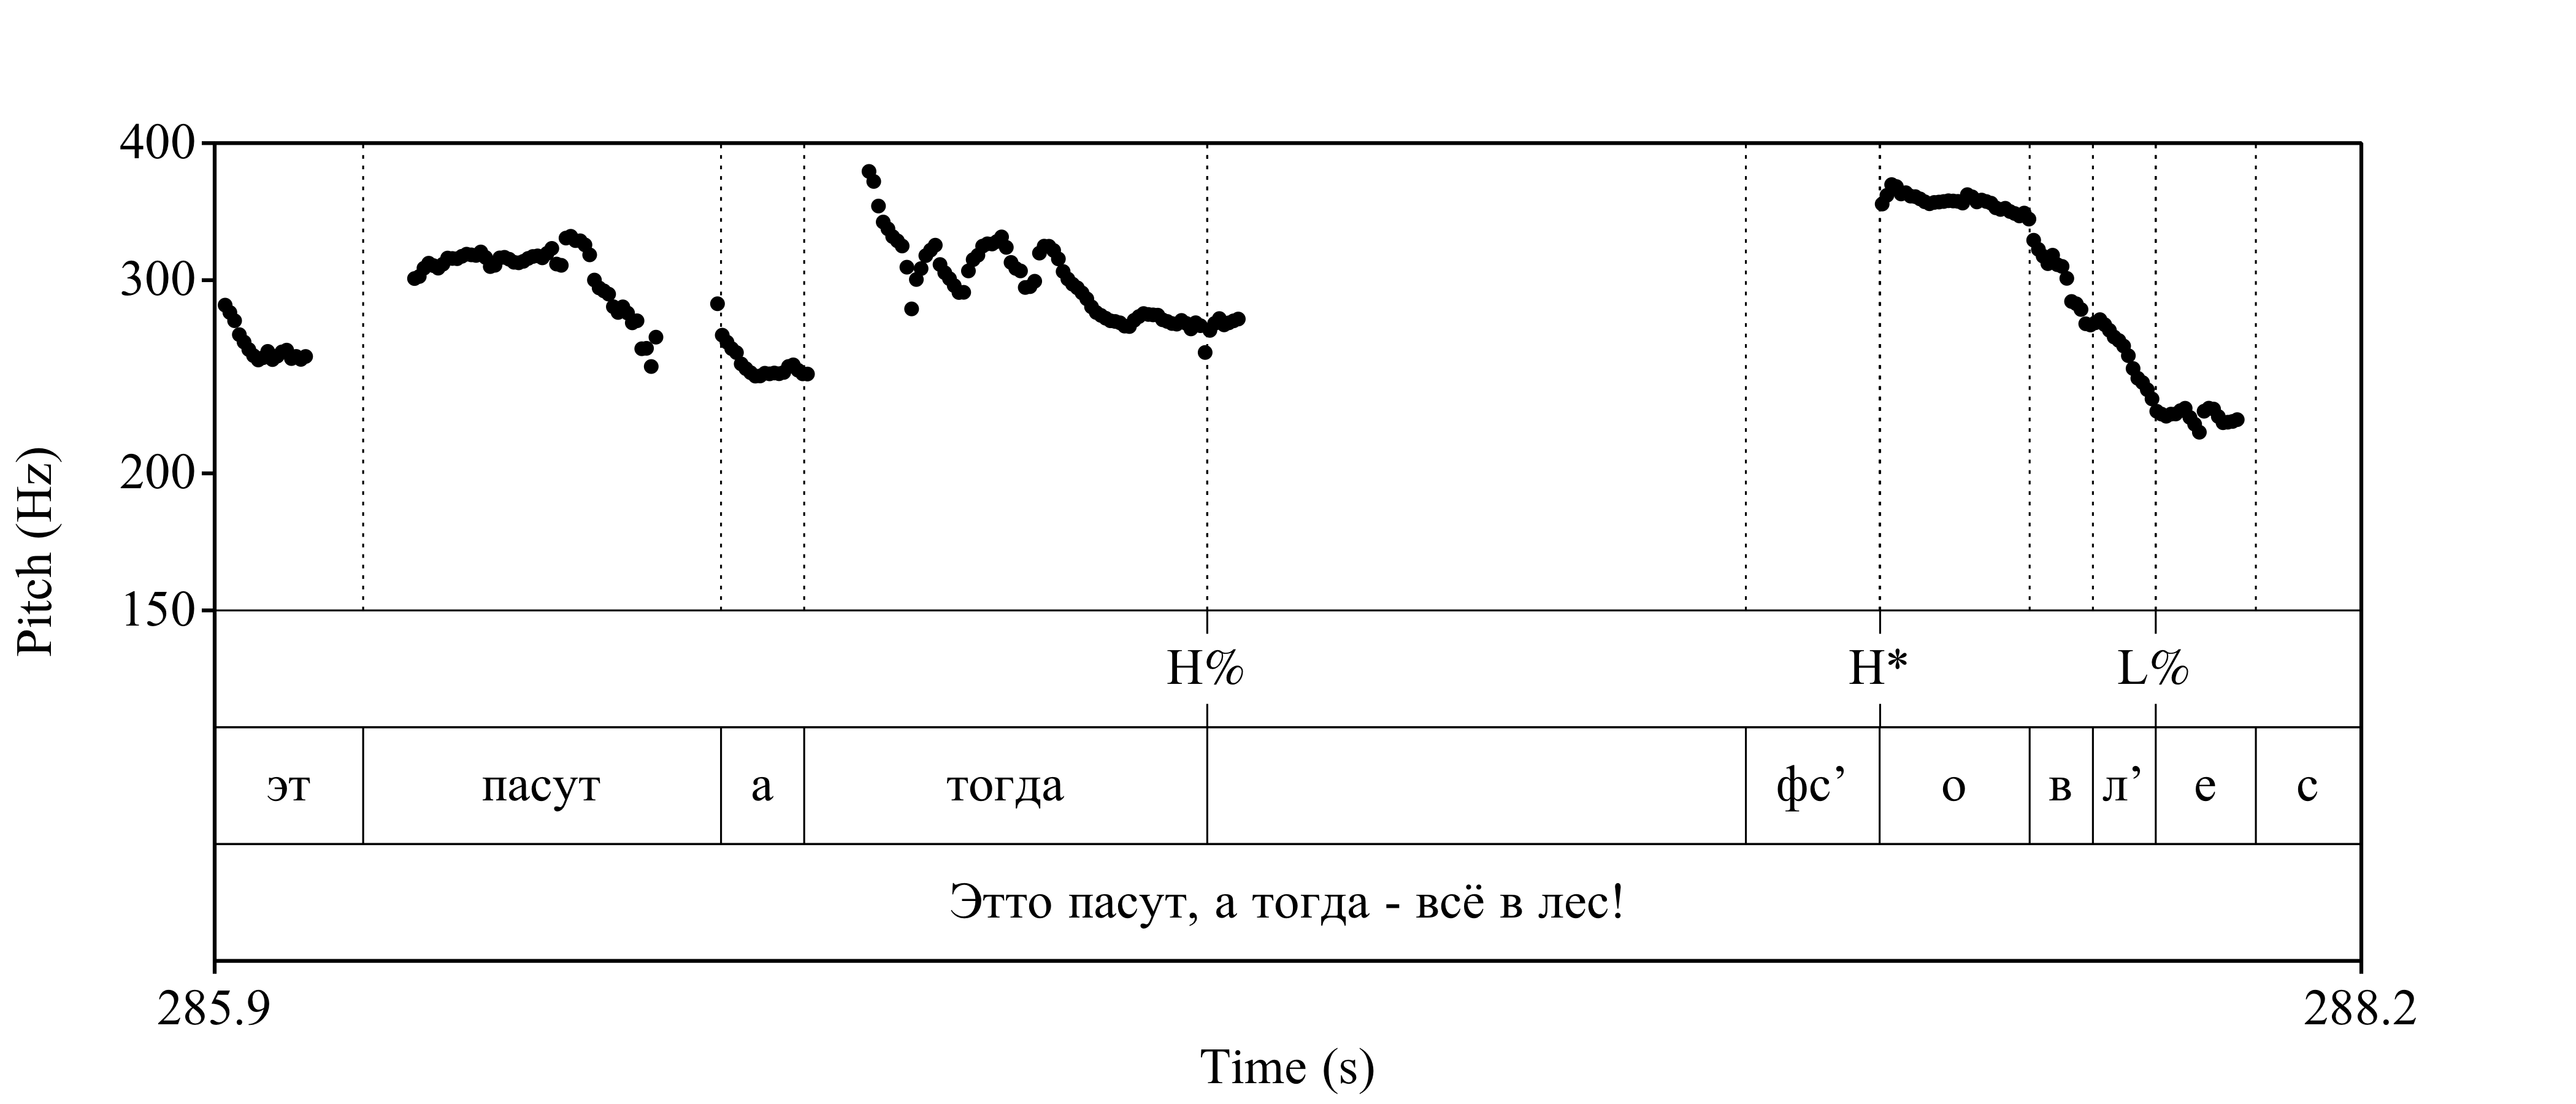 400
300
200
150
Pitch (Hz)
H% H* L%
эт пасут а тогда фс’ о в л’ е с
Этто пасут, а тогда - всё в лес!
285.9 288.2
Time (s)